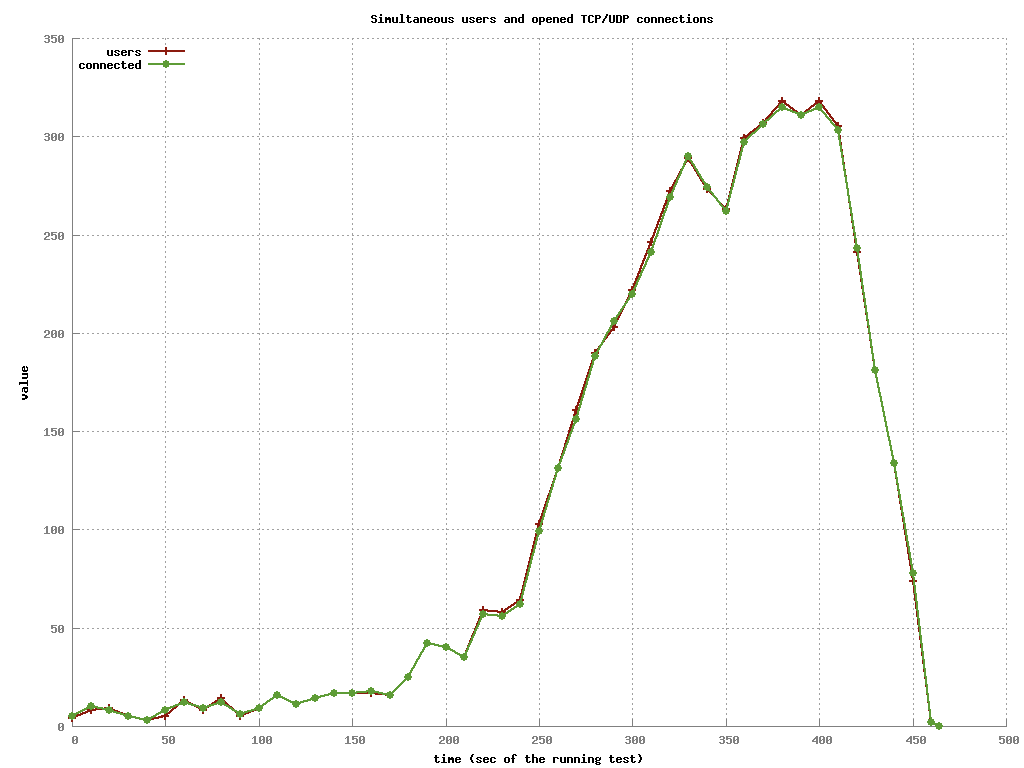 Simultaneous users and opened TCP/UDP connections
350
users
connected
300
250
200
value
150
100
50
0
0 50 100 150 200 250 300 350 400 450 500
time (sec of the running test)